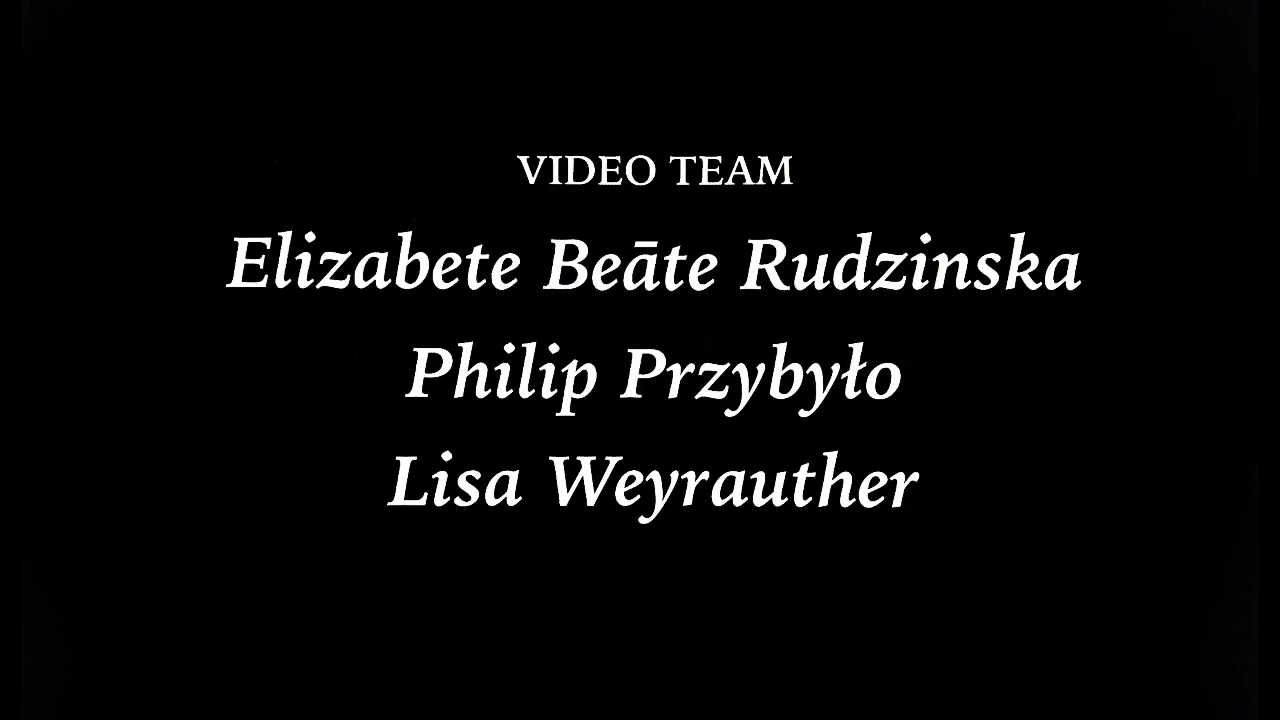 VIDEO TEAM
Elizabete Beāte Rudzinska
Philip Przybyło
Lisa Weyrauther